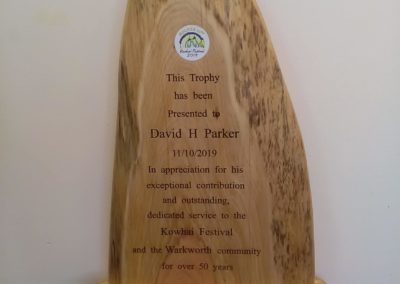 This Trophy
has been
Presented to
David H Parker
11/10/2019
In appreciation for his
exceptional contribution
and outstanding,
dedicated service to the
Kowhai Festival
and the Warkworth community
for over 50 years